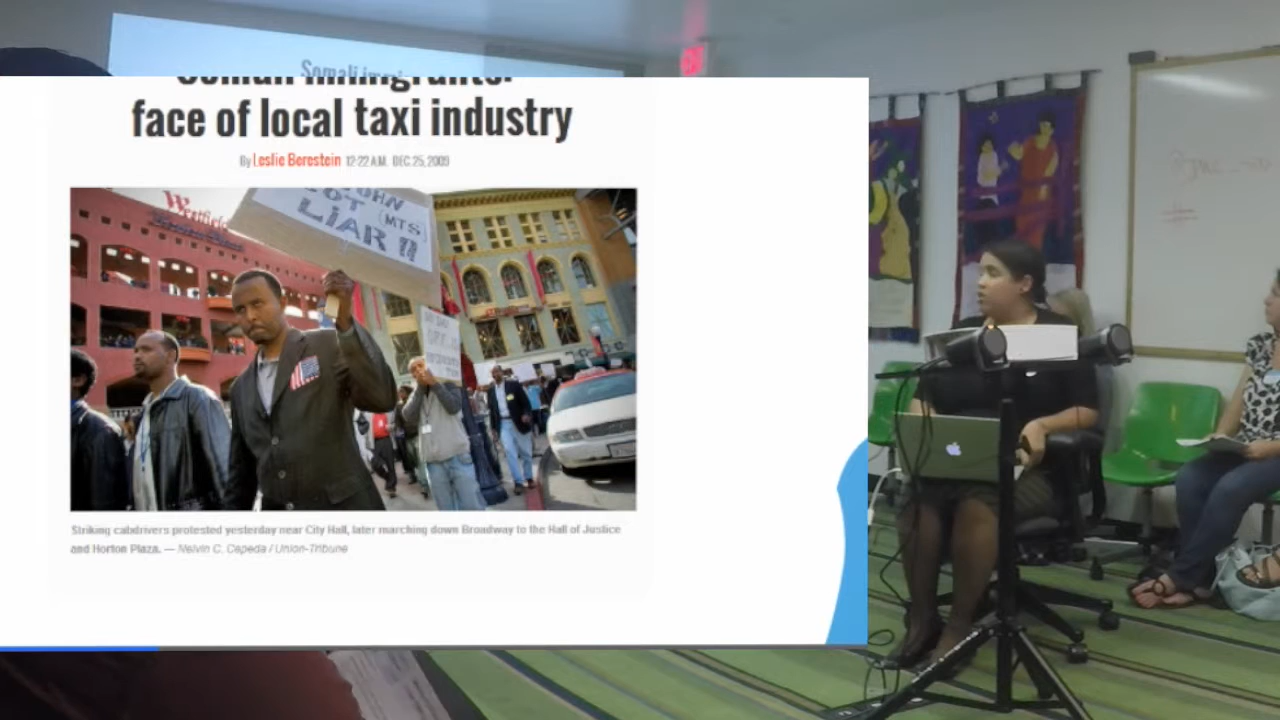 Somali immigrants:
face of local taxi industry
By Leslie Berestein 12:22 A.M. DEC. 25, 2009
Westfield
JOHN
(MTS)
LIAR !!
Striking cabdrivers protested yesterday near City Hall, later marching down Broadway to the Hall of Justice
and Horton Plaza. — Nelvin C. Cepeda / Union-Tribune